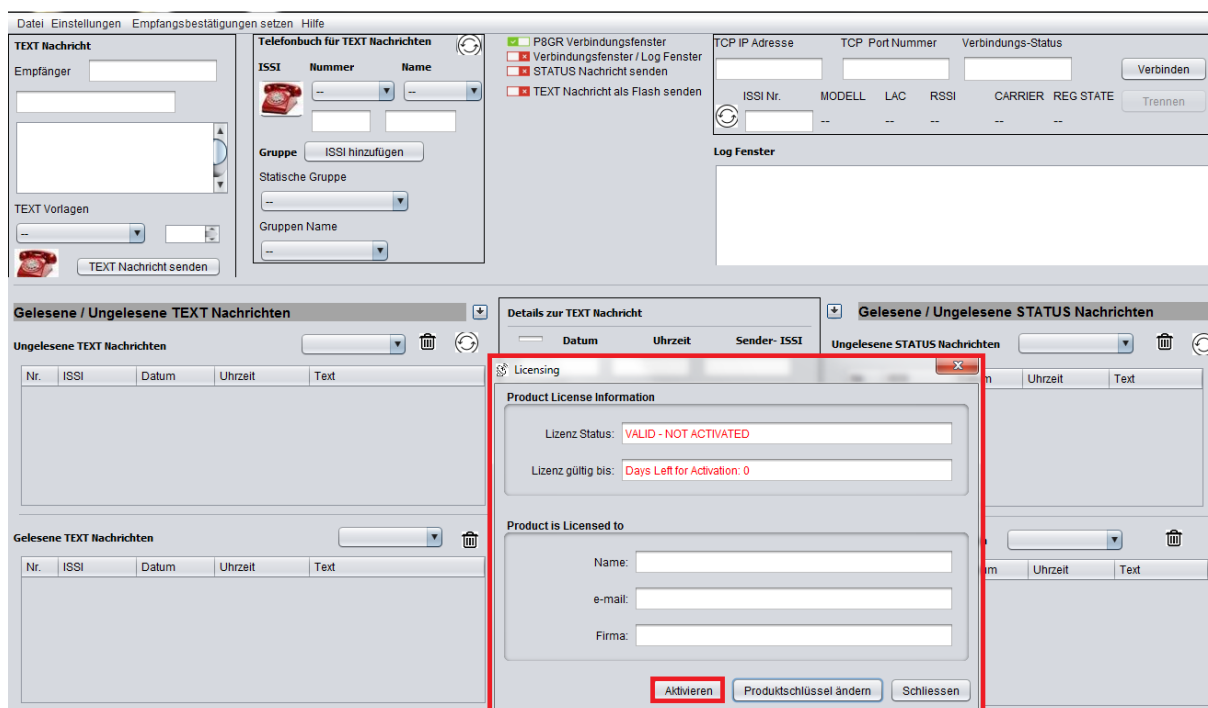 Datei Einstellungen Empfangsbestätigungen setzen Hilfe
TEXT Nachricht
Empfänger
TEXT Vorlagen
--
TEXT Nachricht senden
Telefonbuch für TEXT Nachrichten
ISSI Nummer Name
-- --
Gruppe ISSI hinzufügen
Statische Gruppe
--
Gruppen Name
--
P8GR Verbindungsfenster
Verbindungsfenster / Log Fenster
STATUS Nachricht senden
TEXT Nachricht als Flash senden
TCP IP Adresse TCP Port Nummer Verbindungs-Status
Verbinden
ISSI Nr. MODELL LAC RSSI CARRIER REG STATE Trennen
-- -- -- -- --
Log Fenster
Gelesene / Ungelesene TEXT Nachrichten
Ungelesene TEXT Nachrichten
Nr. ISSI Datum Uhrzeit Text
Gelesene TEXT Nachrichten
Nr. ISSI Datum Uhrzeit Text
Details zur TEXT Nachricht
Datum Uhrzeit Sender- ISSI
Gelesene / Ungelesene STATUS Nachrichten
Ungelesene STATUS Nachrichten
Uhrzeit Text
Uhrzeit Text
Licensing
Product License Information
Lizenz Status: VALID - NOT ACTIVATED
Lizenz gültig bis: Days Left for Activation: 0
Product is Licensed to
Name:
e-mail:
Firma:
Aktivieren Produktschlüssel ändern Schliessen